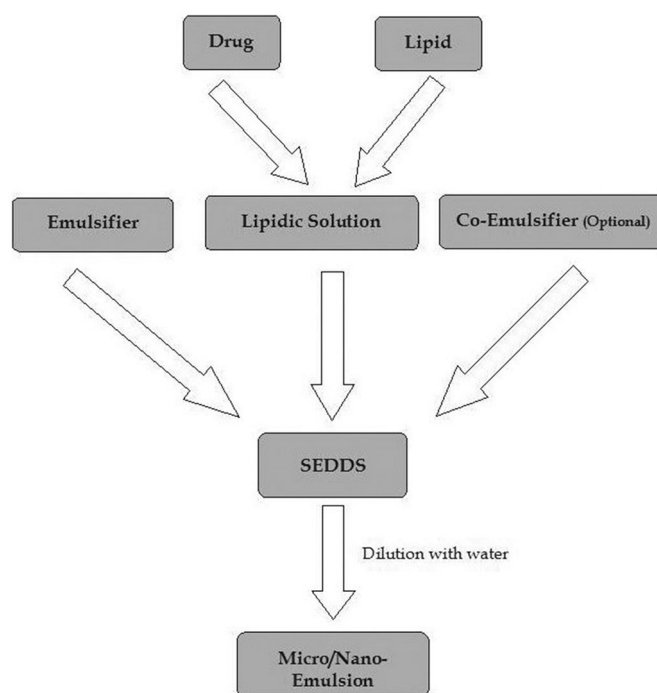 Drug
Lipid
Emulsifier
Lipidic Solution
Co-Emulsifier (Optional)
SEDDS
Dilution with water
Micro/Nano-
Emulsion